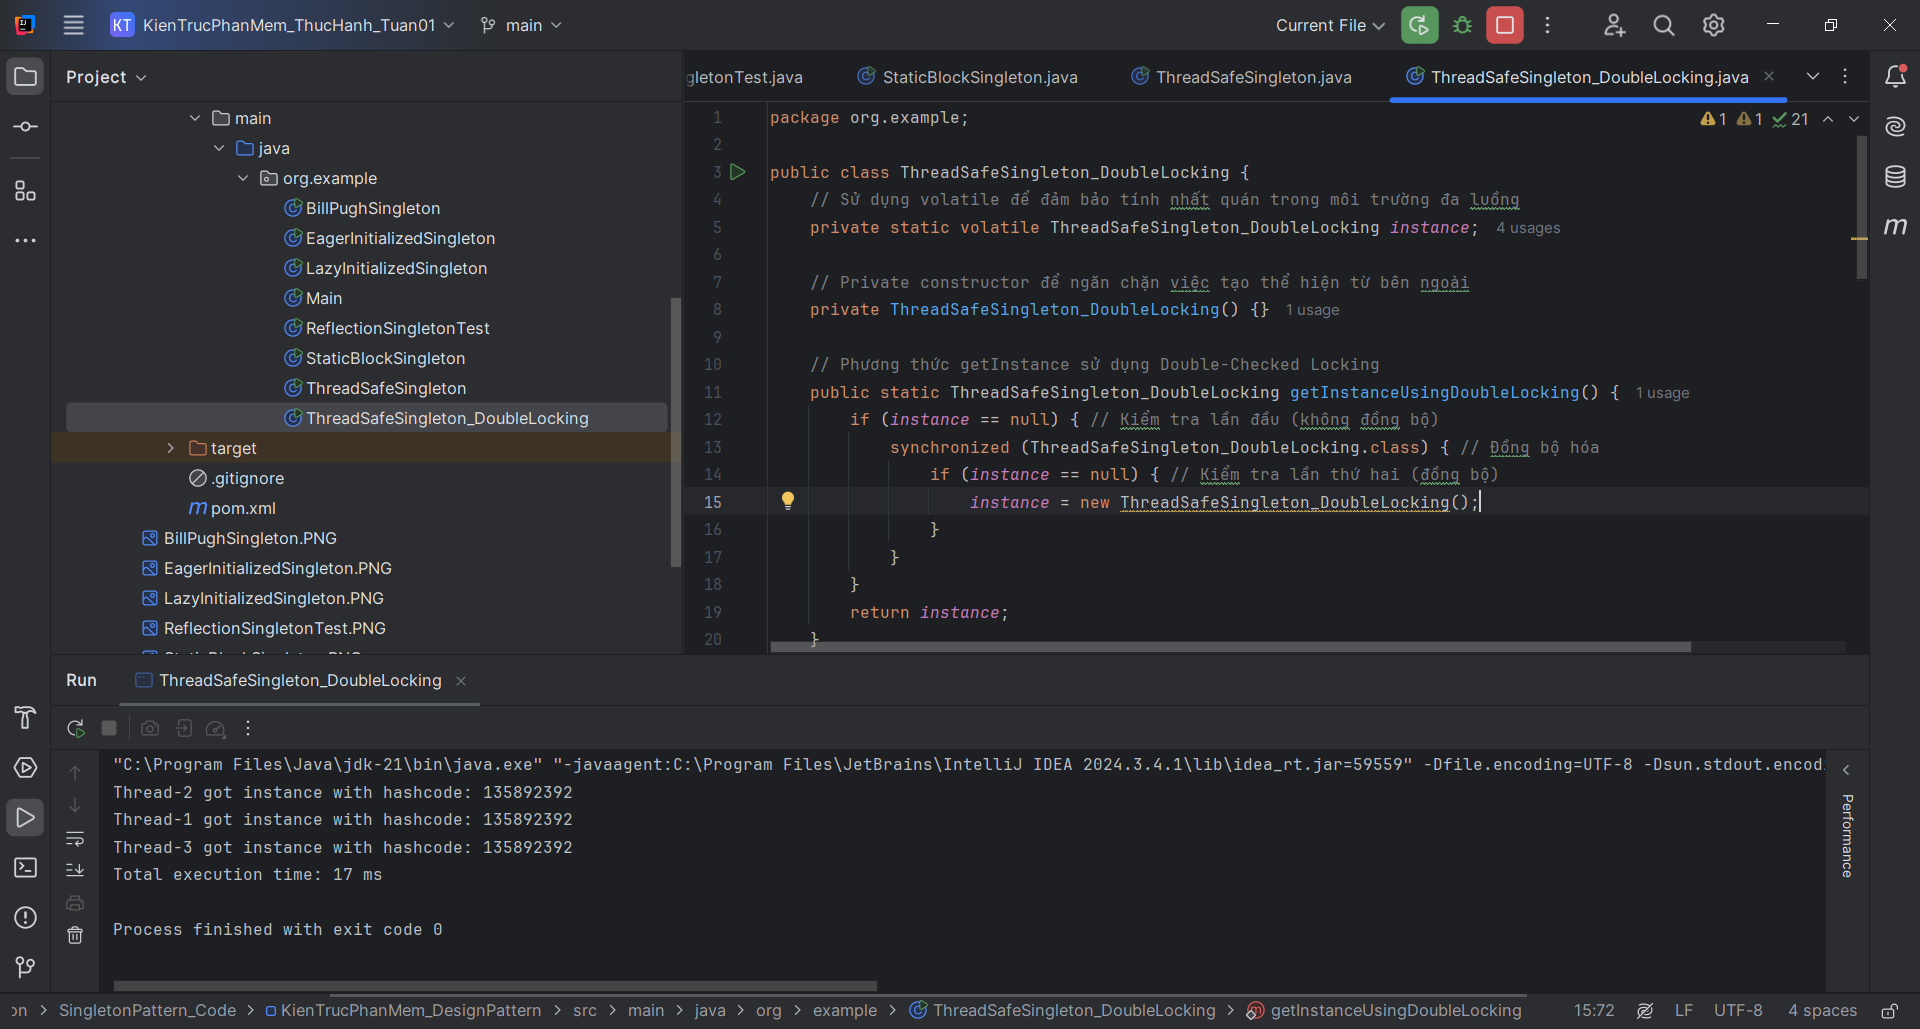 KT KienTrucPhanMem_ThucHanh_Tuan01 main Current File
Project
main
java
org.example
BillPughSingleton
EagerInitializedSingleton
LazyInitializedSingleton
Main
ReflectionSingletonTest
StaticBlockSingleton
ThreadSafeSingleton
ThreadSafeSingleton_DoubleLocking
target
.gitignore
m pom.xml
BillPughSingleton.PNG
EagerInitializedSingleton.PNG
LazyInitializedSingleton.PNG
ReflectionSingletonTest.PNG
gletonTest.java StaticBlockSingleton.java ThreadSafeSingleton.java ThreadSafeSingleton_DoubleLocking.java
1 1 21
1 package org.example;
2
3 public class ThreadSafeSingleton_DoubleLocking {
4 // Sử dụng volatile để đảm bảo tính nhất quán trong môi trường đa luồng
5 private static volatile ThreadSafeSingleton_DoubleLocking instance; 4 usages
6
7 // Private constructor để ngăn chặn việc tạo thể hiện từ bên ngoài
8 private ThreadSafeSingleton_DoubleLocking() {} 1 usage
9
10 // Phương thức getInstance sử dụng Double-Checked Locking
11 public static ThreadSafeSingleton_DoubleLocking getInstanceUsingDoubleLocking() { 1 usage
12 if (instance == null) { // Kiểm tra lần đầu (không đồng bộ)
13 synchronized (ThreadSafeSingleton_DoubleLocking.class) { // Đồng bộ hóa
14 if (instance == null) { // Kiểm tra lần thứ hai (đồng bộ)
15 instance = new ThreadSafeSingleton_DoubleLocking();
16 }
17 }
18 }
19 return instance;
20 }
m
Run ThreadSafeSingleton_DoubleLocking
"C:\Program Files\Java\jdk-21\bin\java.exe" "-javaagent:C:\Program Files\JetBrains\IntelliJ IDEA 2024.3.4.1\lib\idea_rt.jar=59559" -Dfile.encoding=UTF-8 -Dsun.stdout.encodi
Thread-2 got instance with hashcode: 135892392
Thread-1 got instance with hashcode: 135892392
Thread-3 got instance with hashcode: 135892392
Total execution time: 17 ms
Process finished with exit code 0
Performance
on > SingletonPattern_Code > KienTrucPhanMem_DesignPattern > src > main > java > org > example > ThreadSafeSingleton_DoubleLocking > getInstanceUsingDoubleLocking 15:72 LF UTF-8 4 spaces